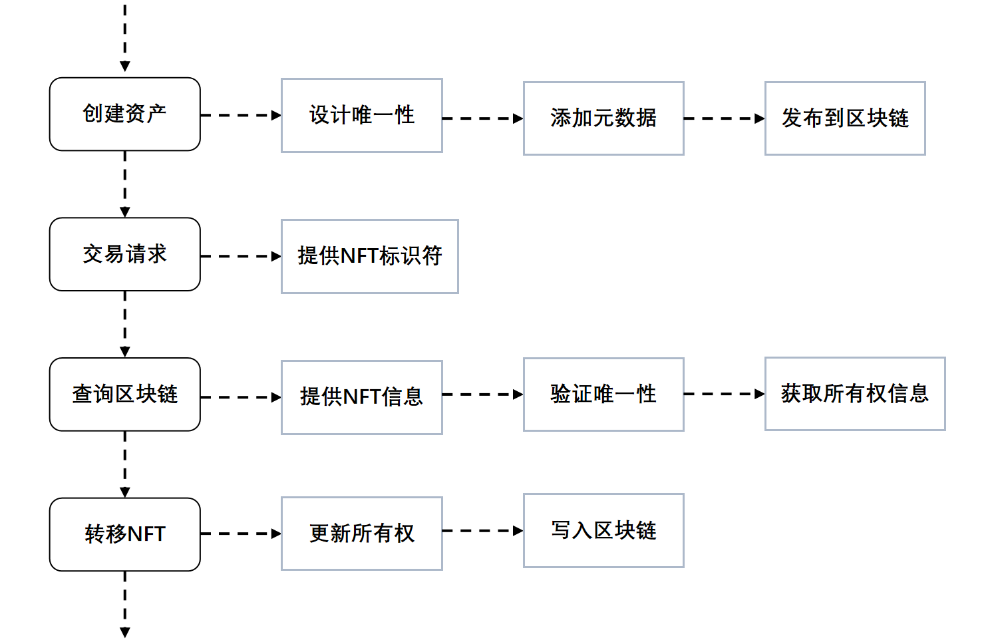 创建资产
设计唯一性
添加元数据
发布到区块链
交易请求
提供NFT标识符
查询区块链
提供NFT信息
验证唯一性
获取所有权信息
转移NFT
更新所有权
写入区块链